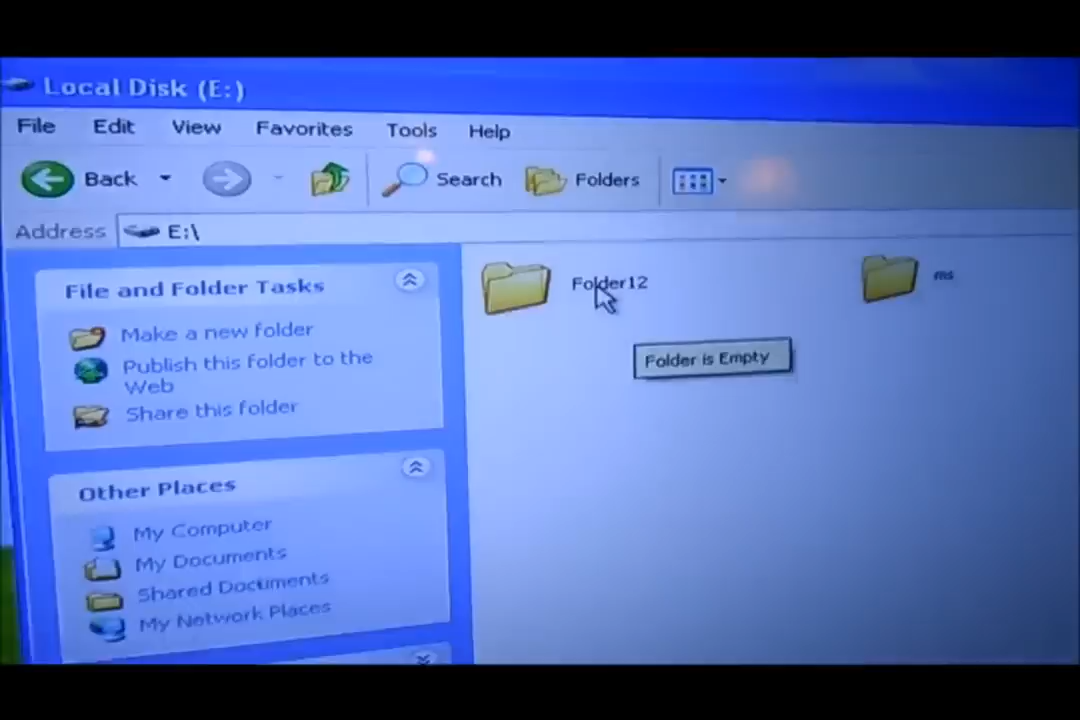 Local Disk (E:)
File Edit View Favorites Tools Help
Back Search Folders
Address E:\
File and Folder Tasks
Make a new folder
Publish this folder to the
Web
Share this folder
Other Places
My Computer
My Documents
Shared Documents
My Network Places
Folder12
ms
Folder is Empty